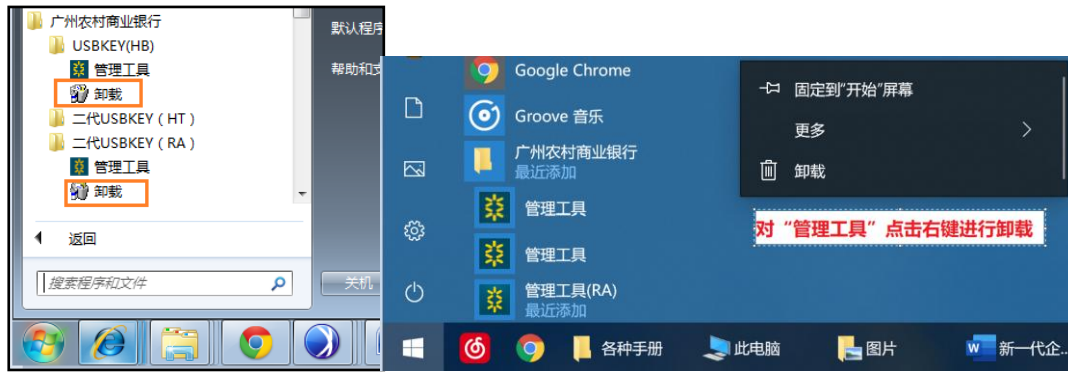 广州农村商业银行
USBKEY(HB)
管理工具
卸载
二代USBKEY（HT）
二代USBKEY（RA）
管理工具
卸载
返回
搜索程序和文件
默认程序
帮助和支
关机
Google Chrome
Groove 音乐
广州农村商业银行
最近添加
管理工具
管理工具
管理工具(RA)
最近添加
固定到"开始"屏幕
更多
卸载
对“管理工具”点击右键进行卸载
各种手册
此电脑
图片
新一代企...